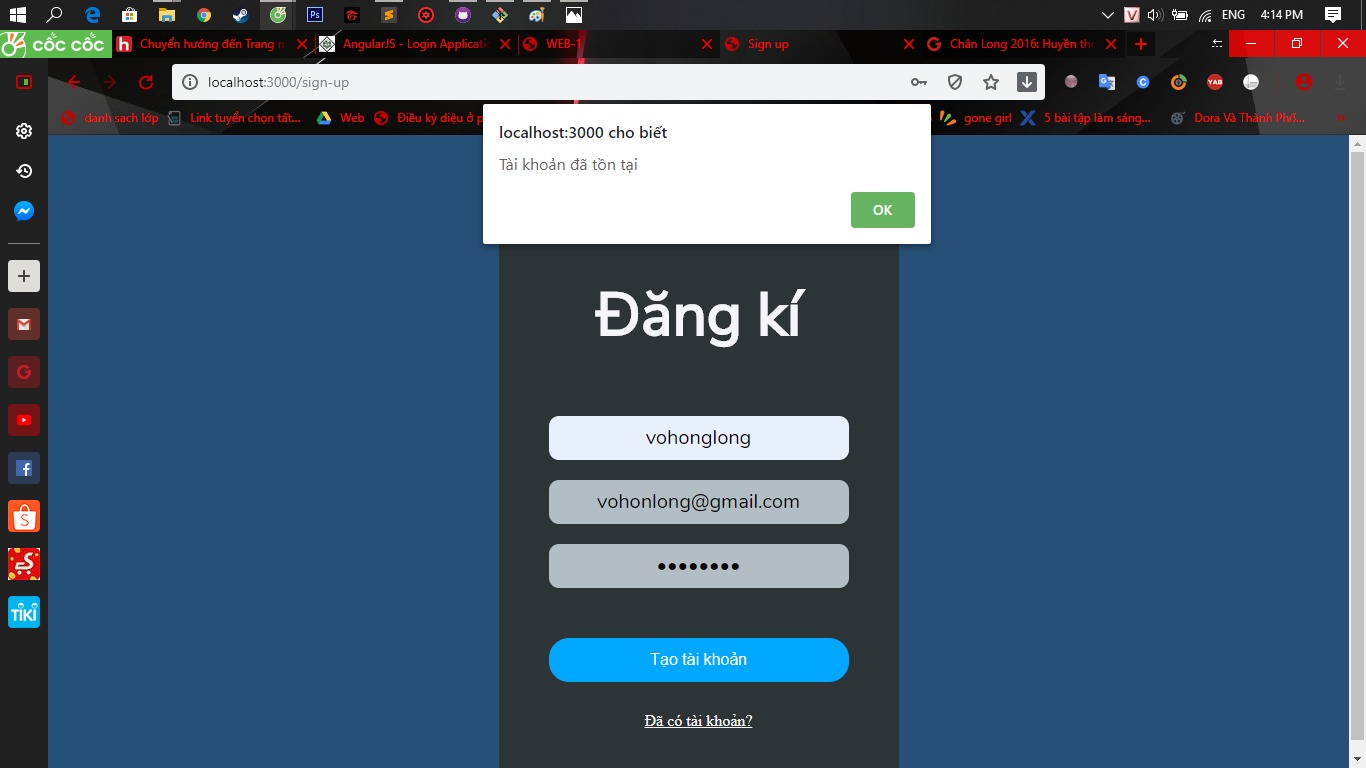 ENG 4:14 PM
cốc cốc
Chuyển hướng đến Trang
AngularJS - Login
WEB-1
Sign up
Chân Long 2016: Huyền
localhost:3000/sign-up
danh sach lớp
Link tuyển chọn tất...
Web
Điều kỳ diệu ở
gone girl
5 bài tập làm sáng...
Dora Và Thành Phố...
YAB
localhost:3000 cho biết
Tài khoản đã tồn tại
OK
Đăng kí
vohonglong
vohonlong@gmail.com
Tạo tài khoản
Đã có tài khoản?
TIKI